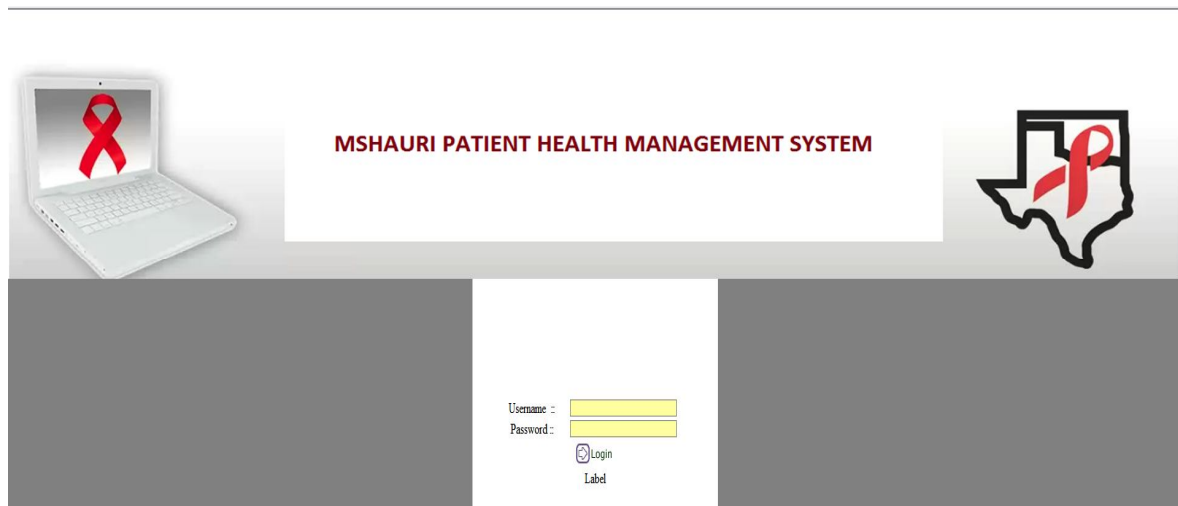 MSHAURI PATIENT HEALTH MANAGEMENT SYSTEM
Username ::
Password ::
Login
Label